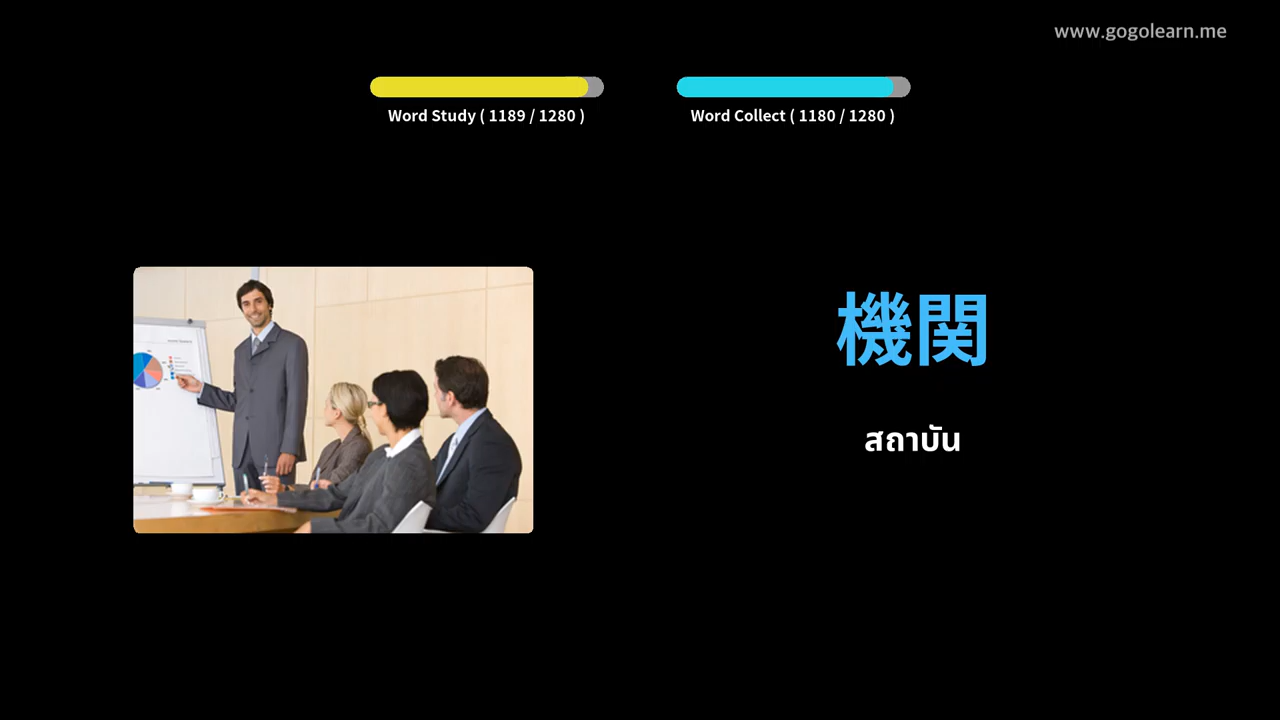 www.gogolearn.me
Word Study ( 1189 / 1280 )
Word Collect ( 1180 / 1280 )
機関
สถาบัน